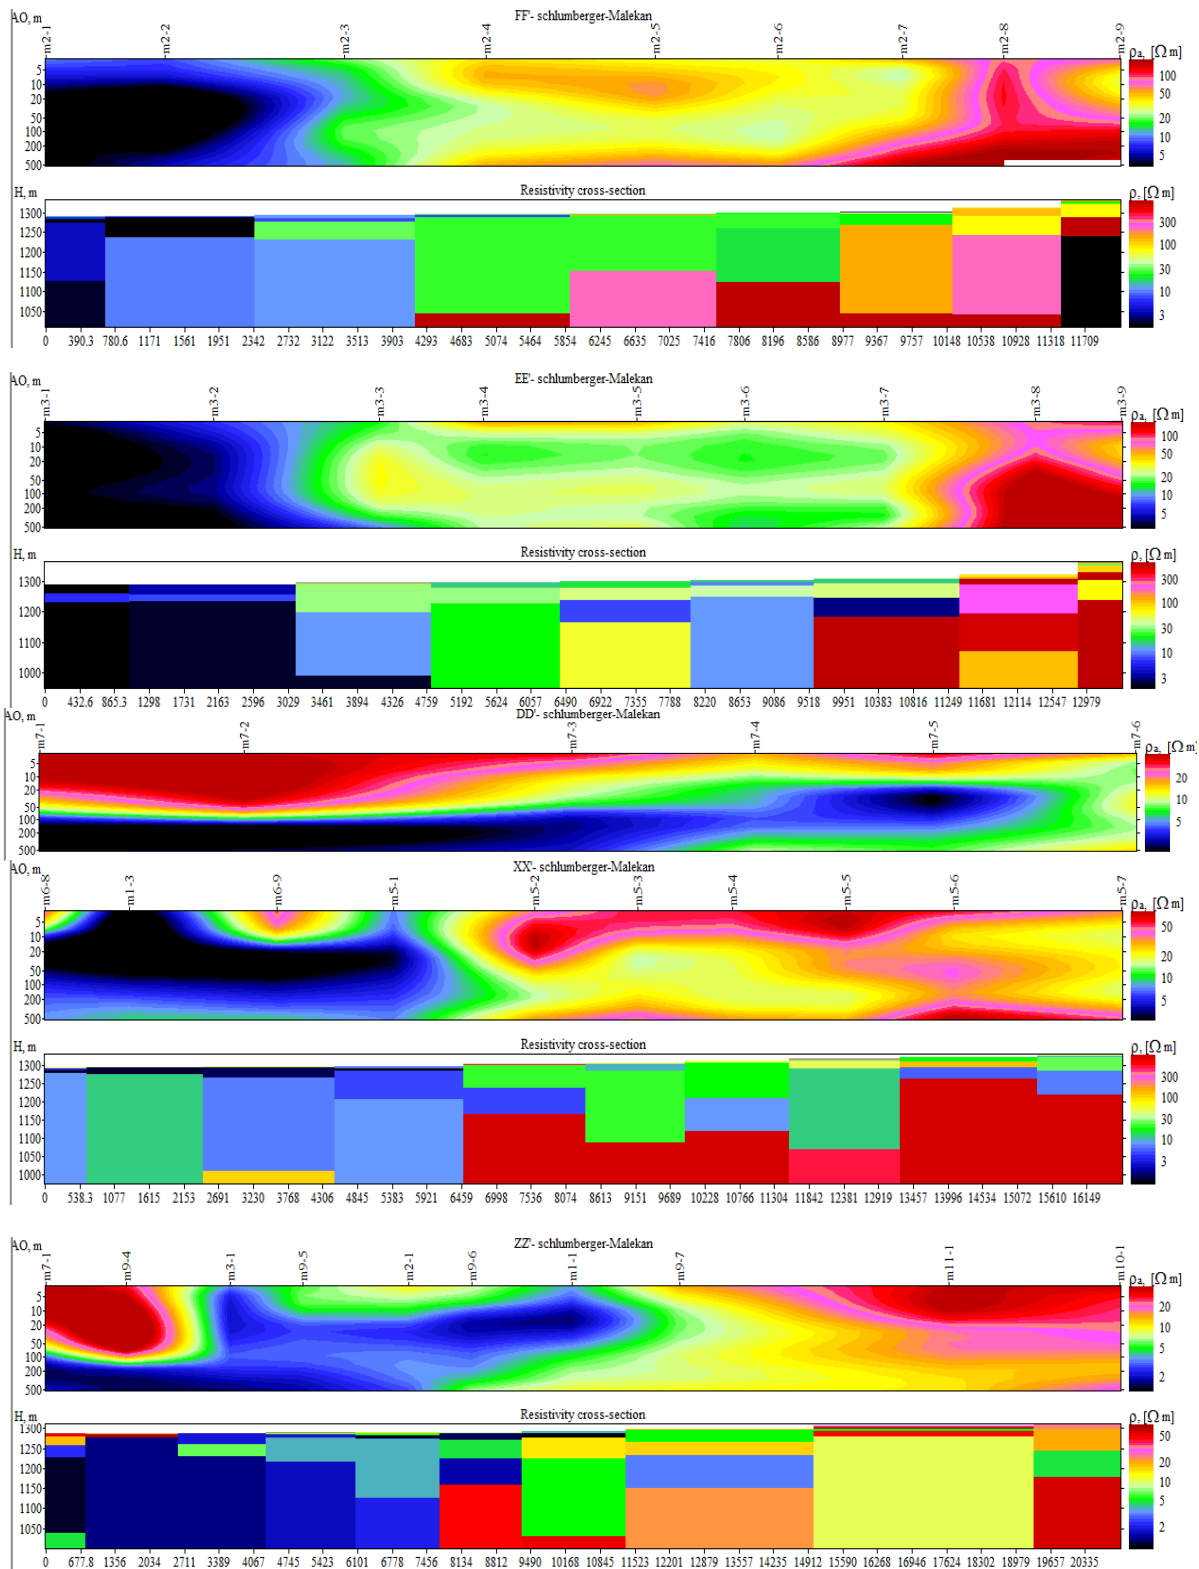 AO, m
FF'- schlumberger-Malekan
m2-1 m2-2 m2-3 m2-4 m2-5 m2-6 m2-7 m2-8 m2-9
ρa, [Ω m]
5 10 20 50 100 200 500
100 50 20 10 5
H, m
Resistivity cross-section
ρ, [Ω m]
1300 1250 1200 1150 1100 1050
300 100 30 10 3
0 390.3 780.6 1171 1561 1951 2342 2732 3122 3513 3903 4293 4683 5074 5464 5854 6245 6635 7025 7416 7806 8196 8586 8977 9367 9757 10148 10538 10928 11318 11709
AO, m
EE'- schlumberger-Malekan
m3-1 m3-2 m3-3 m3-4 m3-5 m3-6 m3-7 m3-8 m3-9
ρa, [Ω m]
5 10 20 50 100 200 500
100 50 20 10 5
H, m
Resistivity cross-section
ρ, [Ω m]
1300 1200 1100 1000
300 100 30 10 3
0 432.6 865.3 1298 1731 2163 2596 3029 3461 3894 4326 4759 5192 5624 6057 6490 6922 7355 7788 8220 8653 9086 9518 9951 10383 10816 11249 11681 12114 12547 12979
AO, m
DD'- schlumberger-Malekan
m7-1 m7-2 m7-3 m7-4 m7-5 m7-6
ρa, [Ω m]
5 10 20 50 100 200 500
20 10 5
AO, m
XX'- schlumberger-Malekan
m6-8 m1-3 m6-9 m5-1 m5-2 m5-3 m5-4 m5-5 m5-6 m5-7
ρa, [Ω m]
5 10 20 50 100 200 500
50 20 10 5
H, m
Resistivity cross-section
ρ, [Ω m]
1300 1250 1200 1150 1100 1050 1000
300 100 30 10 3
0 538.3 1077 1615 2153 2691 3230 3768 4306 4845 5383 5921 6459 6998 7536 8074 8613 9151 9689 10228 10766 11304 11842 12381 12919 13457 13996 14534 15072 15610 16149
AO, m
ZZ'- schlumberger-Malekan
m7-1 m9-4 m3-1 m9-5 m2-1 m9-6 m1-1 m9-7 m11-1 m10-1
ρa, [Ω m]
5 10 20 50 100 200 500
20 10 5 2
H, m
Resistivity cross-section
ρ, [Ω m]
1300 1250 1200 1150 1100 1050
50 20 10 5 2
0 677.8 1356 2034 2711 3389 4067 4745 5423 6101 6778 7456 8134 8812 9490 10168 10845 11523 12201 12879 13557 14235 14912 15590 16268 16946 17624 18302 18979 19657 20335